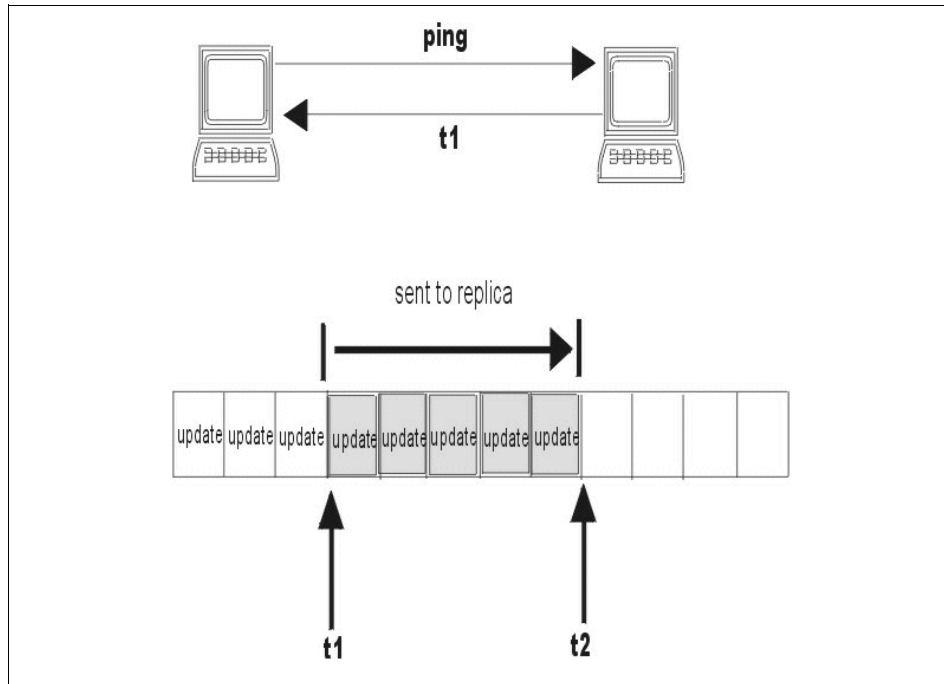 ping
t1
sent to replica
update update update update update update update update
t1 t2